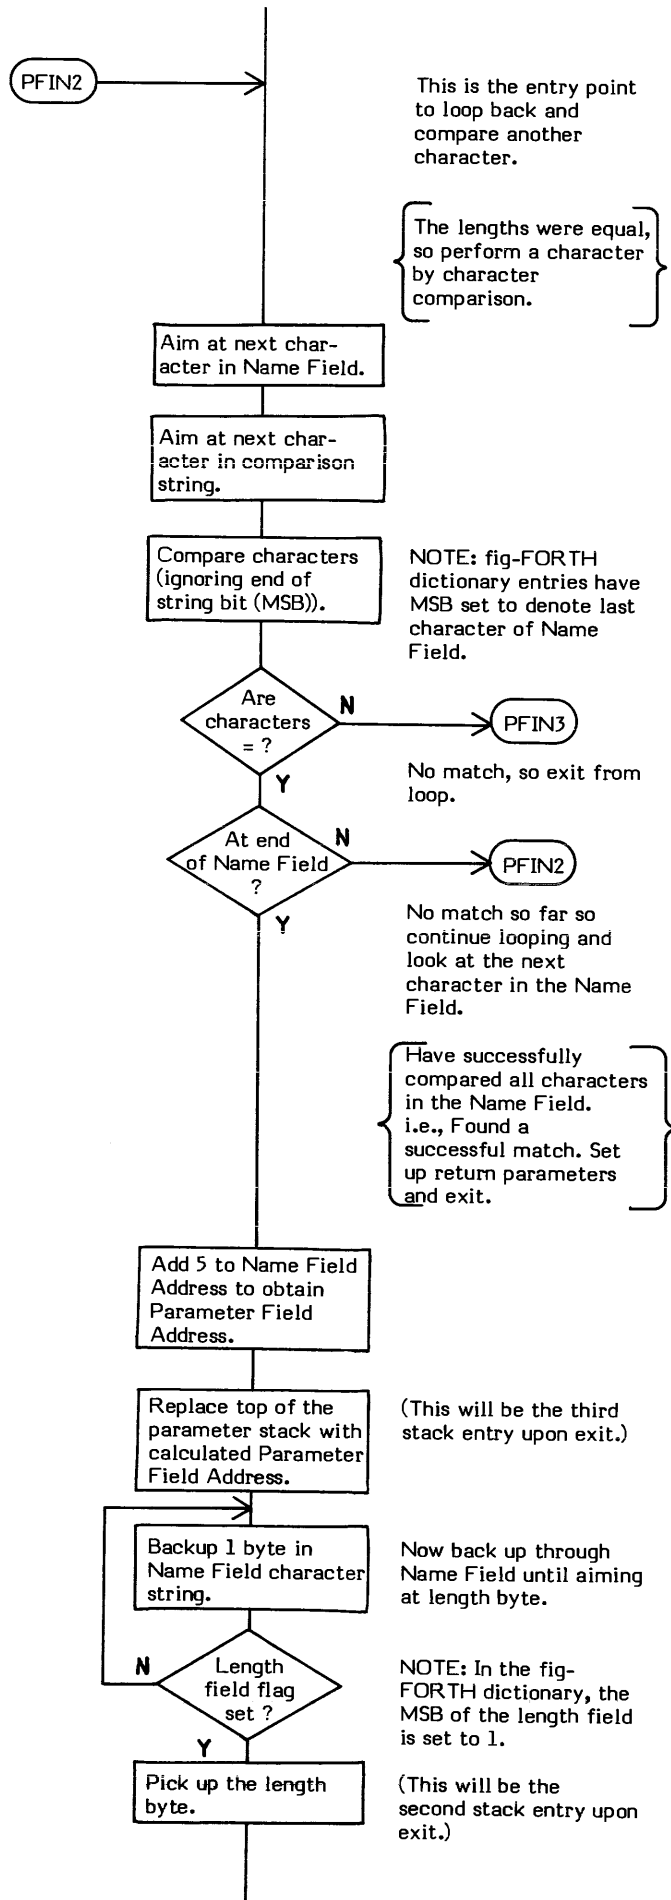 PFIN2
This is the entry point
to loop back and
compare another
character.
The lengths were equal,
so perform a character
by character
comparison.
Aim at next char-
acter in Name Field.
Aim at next char-
acter in comparison
string.
Compare characters
(ignoring end of
string bit (MSB)).
NOTE: fig-FORTH
dictionary entries have
MSB set to denote last
character of Name
Field.
Are
characters
= ?
N
PFIN3
Y
No match, so exit from
loop.
At end
of Name Field
?
N
PFIN2
Y
No match so far so
continue looping and
look at the next
character in the Name
Field.
Have successfully
compared all characters
in the Name Field.
i.e., Found a
successful match. Set
up return parameters
and exit.
Add 5 to Name Field
Address to obtain
Parameter Field
Address.
Replace top of the
parameter stack with
calculated Parameter
Field Address.
(This will be the third
stack entry upon exit.)
Backup 1 byte in
Name Field character
string.
Now back up through
Name Field until aiming
at length byte.
N
Length
field flag
set ?
Y
NOTE: In the fig-
FORTH dictionary, the
MSB of the length field
is set to 1.
Pick up the length
byte.
(This will be the
second stack entry upon
exit.)